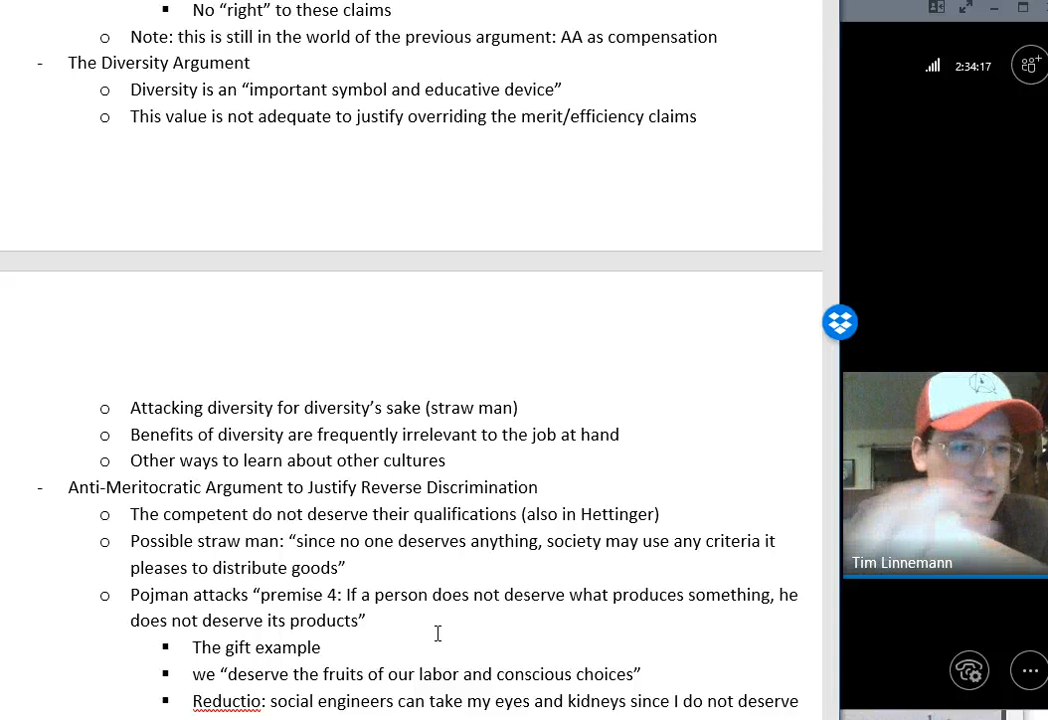 ▪ No “right” to these claims
o Note: this is still in the world of the previous argument: AA as compensation
- The Diversity Argument
2:34:17
o Diversity is an “important symbol and educative device”
o This value is not adequate to justify overriding the merit/efficiency claims
o Attacking diversity for diversity’s sake (straw man)
o Benefits of diversity are frequently irrelevant to the job at hand
o Other ways to learn about other cultures
- Anti-Meritocratic Argument to Justify Reverse Discrimination
o The competent do not deserve their qualifications (also in Hettinger)
o Possible straw man: “since no one deserves anything, society may use any criteria it
pleases to distribute goods”
Tim Linnemann
o Pojman attacks “premise 4: If a person does not deserve what produces something, he
does not deserve its products”
▪ The gift example
▪ we “deserve the fruits of our labor and conscious choices”
▪ Reductio: social engineers can take my eyes and kidneys since I do not deserve